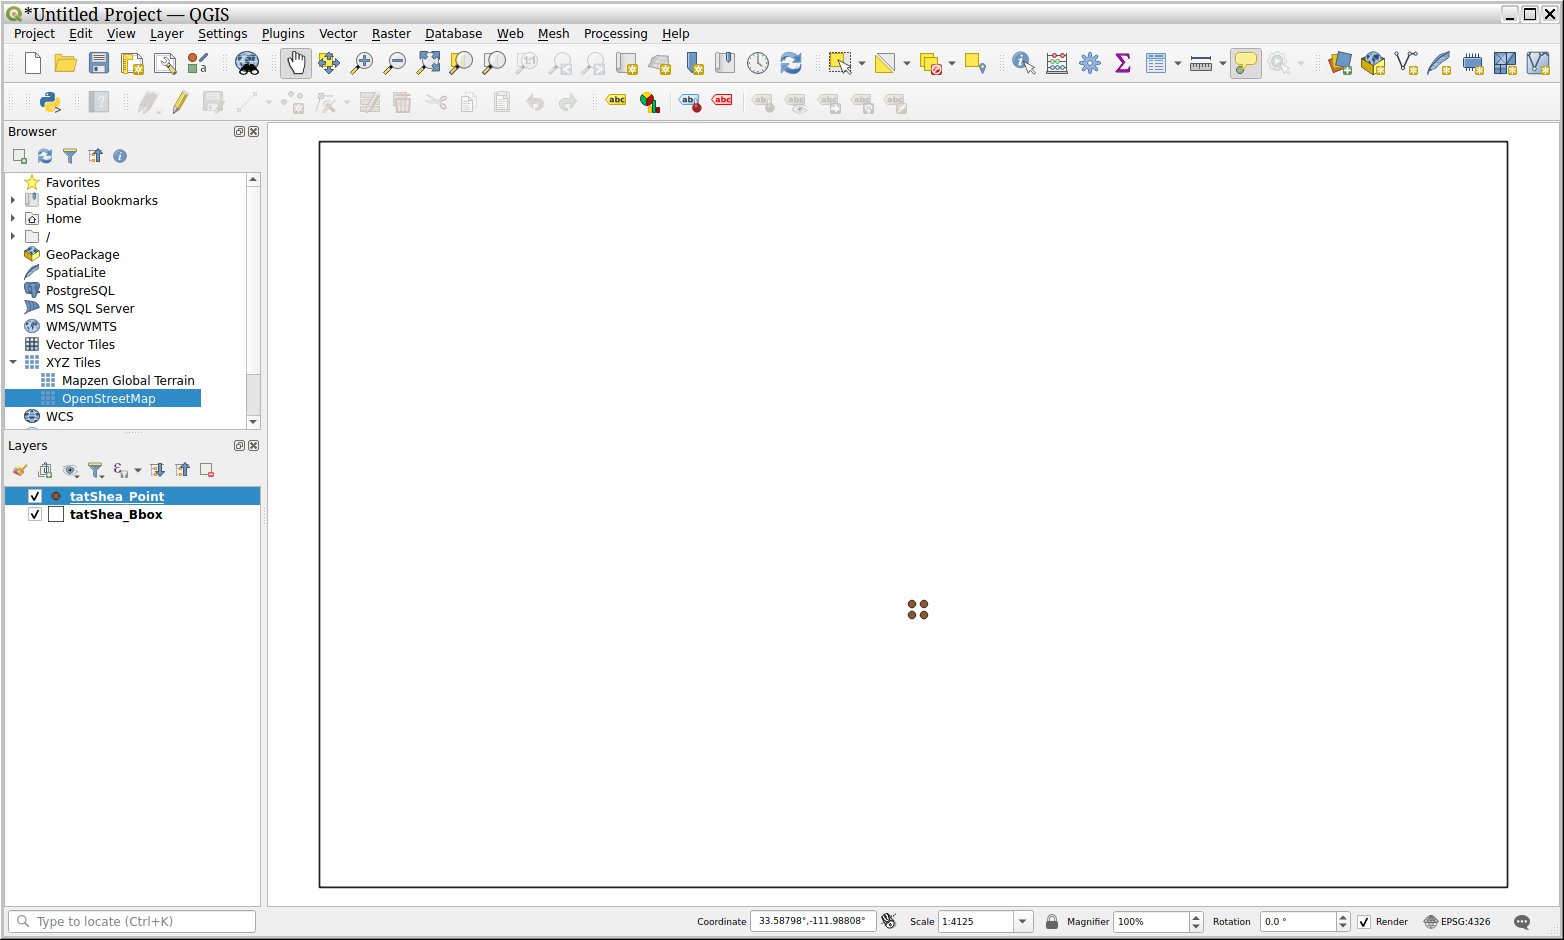 *Untitled Project — QGIS
Project Edit View Layer Settings Plugins Vector Raster Database Web Mesh Processing Help
Browser
Favorites
Spatial Bookmarks
Home
/
GeoPackage
SpatiaLite
PostgreSQL
MS SQL Server
WMS/WMTS
Vector Tiles
XYZ Tiles
Mapzen Global Terrain
OpenStreetMap
WCS
Layers
tatShea_Point
tatShea_Bbox
Type to locate (Ctrl+K)
Coordinate 33.58798°,-111.98808° Scale 1:4125 Magnifier 100% Rotation 0.0 ° Render EPSG:4326